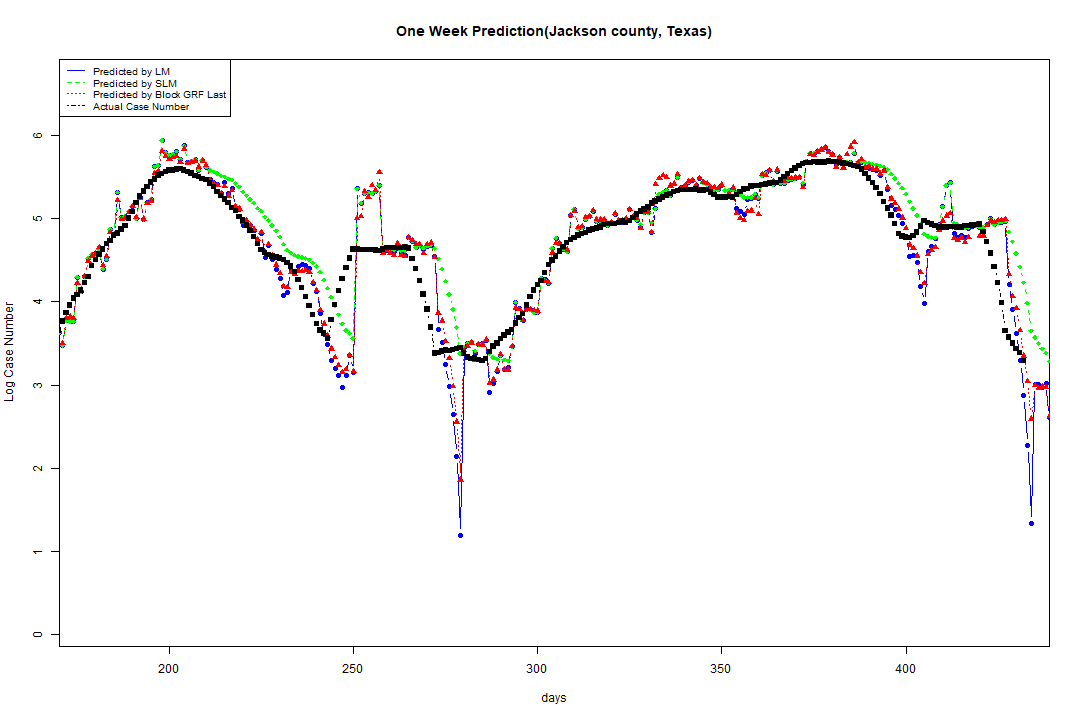 One Week Prediction(Jackson county, Texas)
Predicted by LM
Predicted by SLM
Predicted by Block GRF Last
Actual Case Number
6
5
4
3
2
1
0
Log Case Number
200 250 300 350 400
days